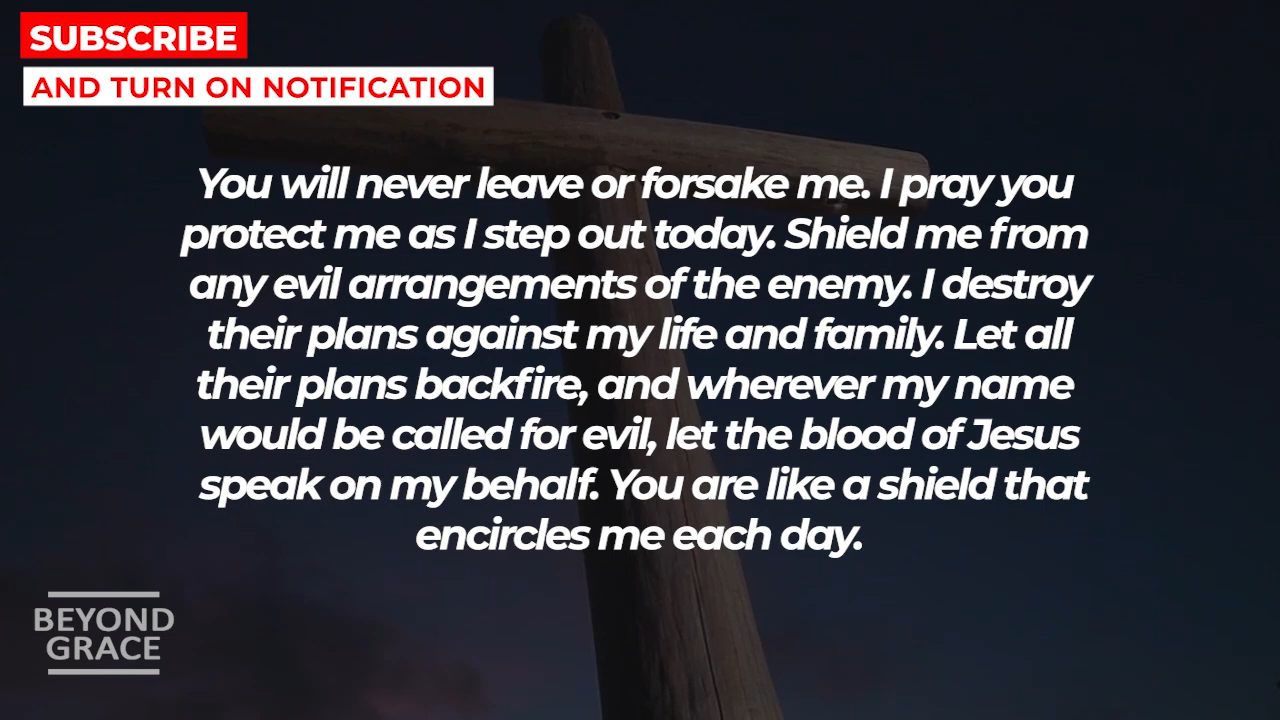 SUBSCRIBE
AND TURN ON NOTIFICATION
You will never leave or forsake me. I pray you
protect me as I step out today. Shield me from
any evil arrangements of the enemy. I destroy
their plans against my life and family. Let all
their plans backfire, and wherever my name
would be called for evil, let the blood of Jesus
speak on my behalf. You are like a shield that
encircles me each day.
BEYOND
GRACE